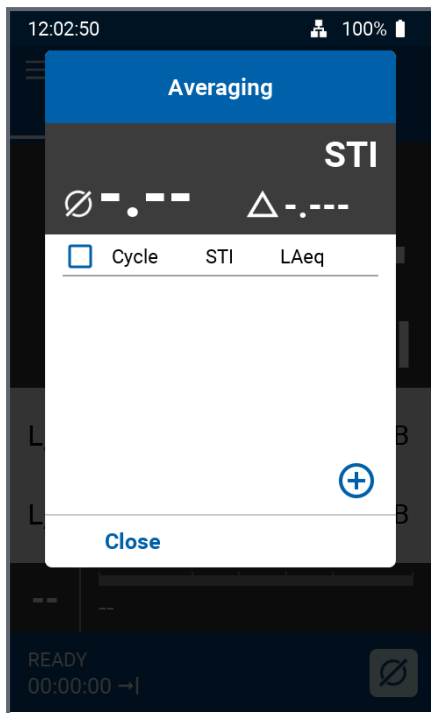 12:02:50 100%
Averaging
STI
Ø -.-- △ -.---
Cycle STI LAeq
Close
L B
L B
-- --
READY
00:00:00 →|
Ø